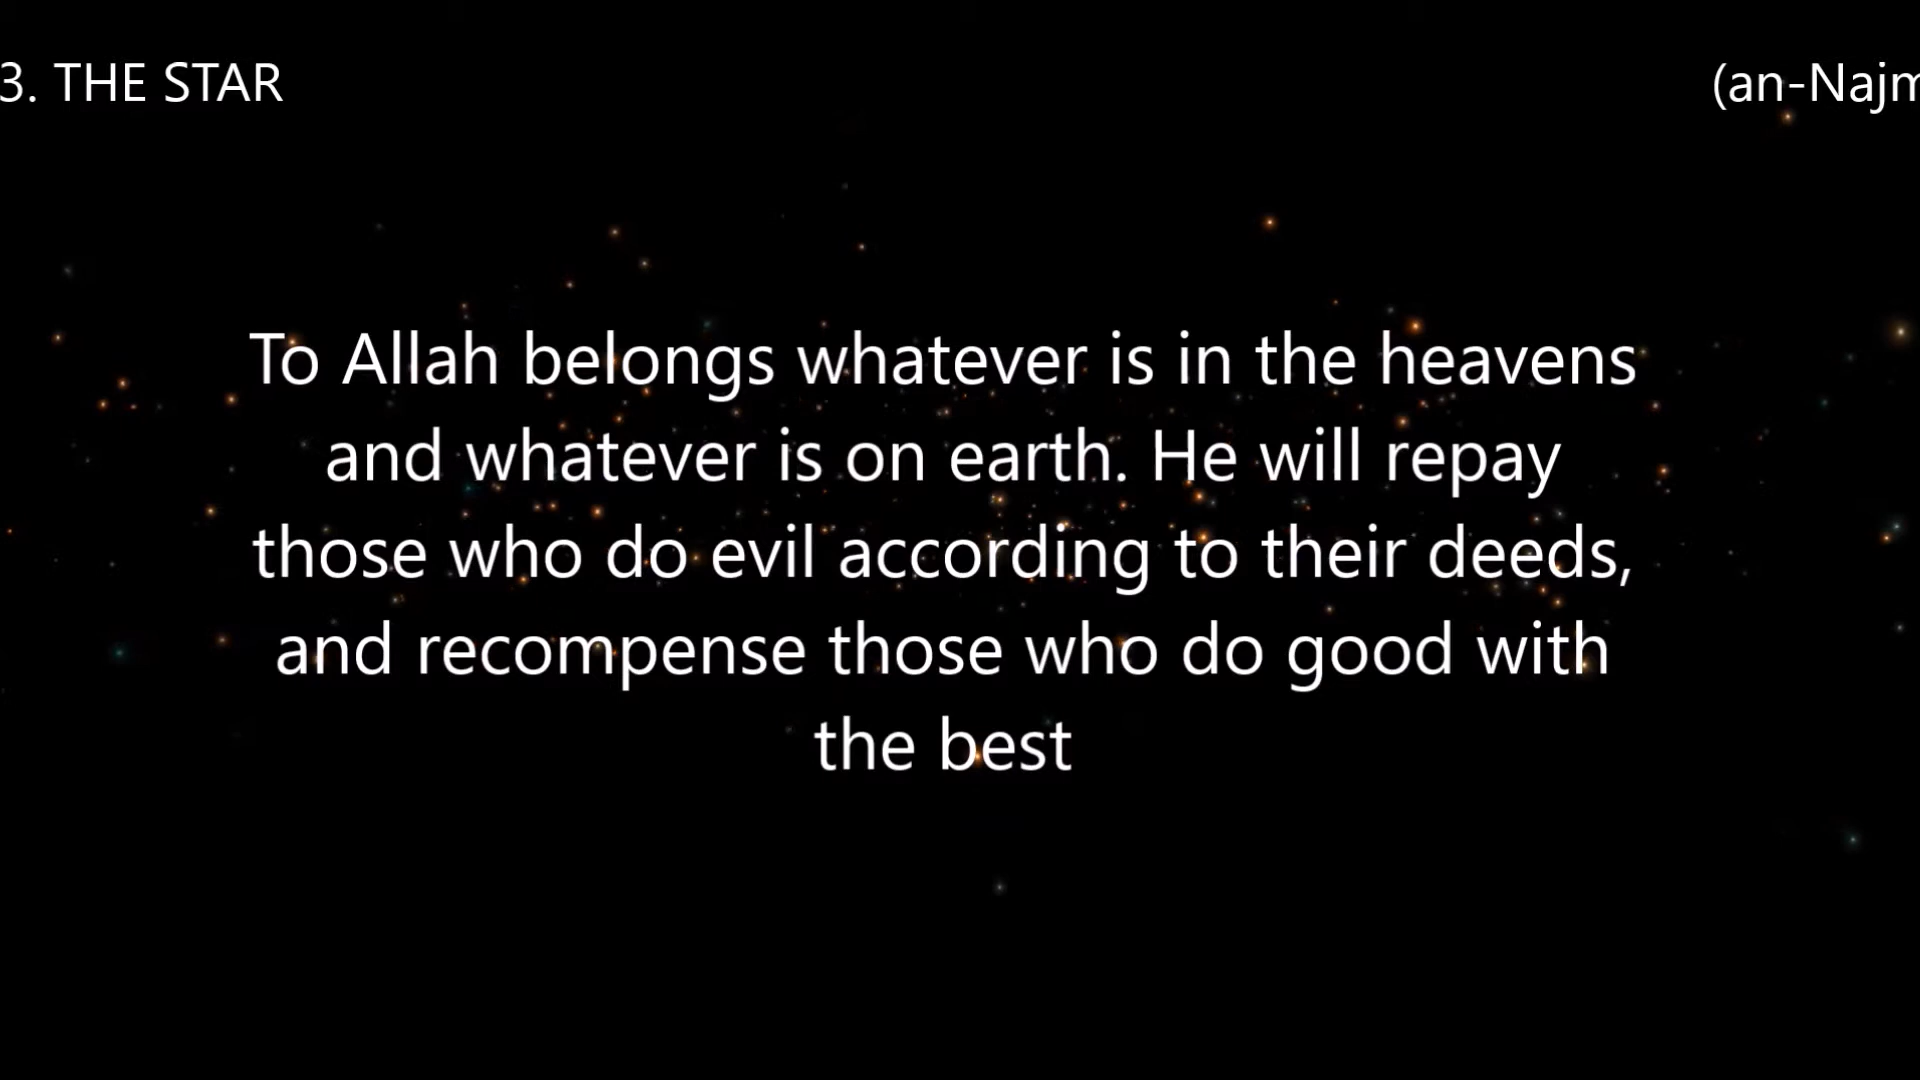 3. THE STAR
(an-Najm
To Allah belongs whatever is in the heavens
and whatever is on earth. He will repay
those who do evil according to their deeds,
and recompense those who do good with
the best